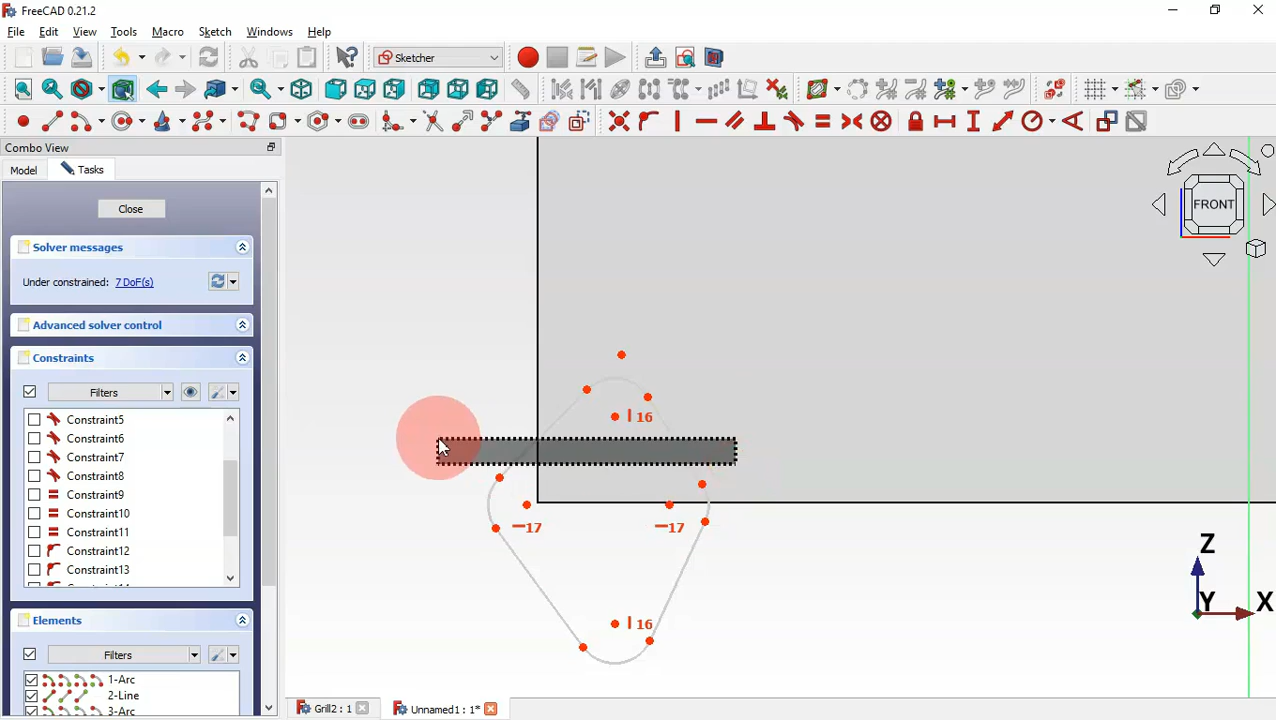 FreeCAD 0.21.2
File Edit View Tools Macro Sketch Windows Help
Sketcher
Combo View
Model Tasks
Close
Solver messages
Under constrained: 7 DoF(s)
Advanced solver control
Constraints
Filters
Constraint5
Constraint6
Constraint7
Constraint8
Constraint9
Constraint10
Constraint11
Constraint12
Constraint13
Elements
Filters
1-Arc
2-Line
3-Arc
FRONT
16
17
17
16
Z
Y
X
Grill2 : 1
Unnamed1 : 1*